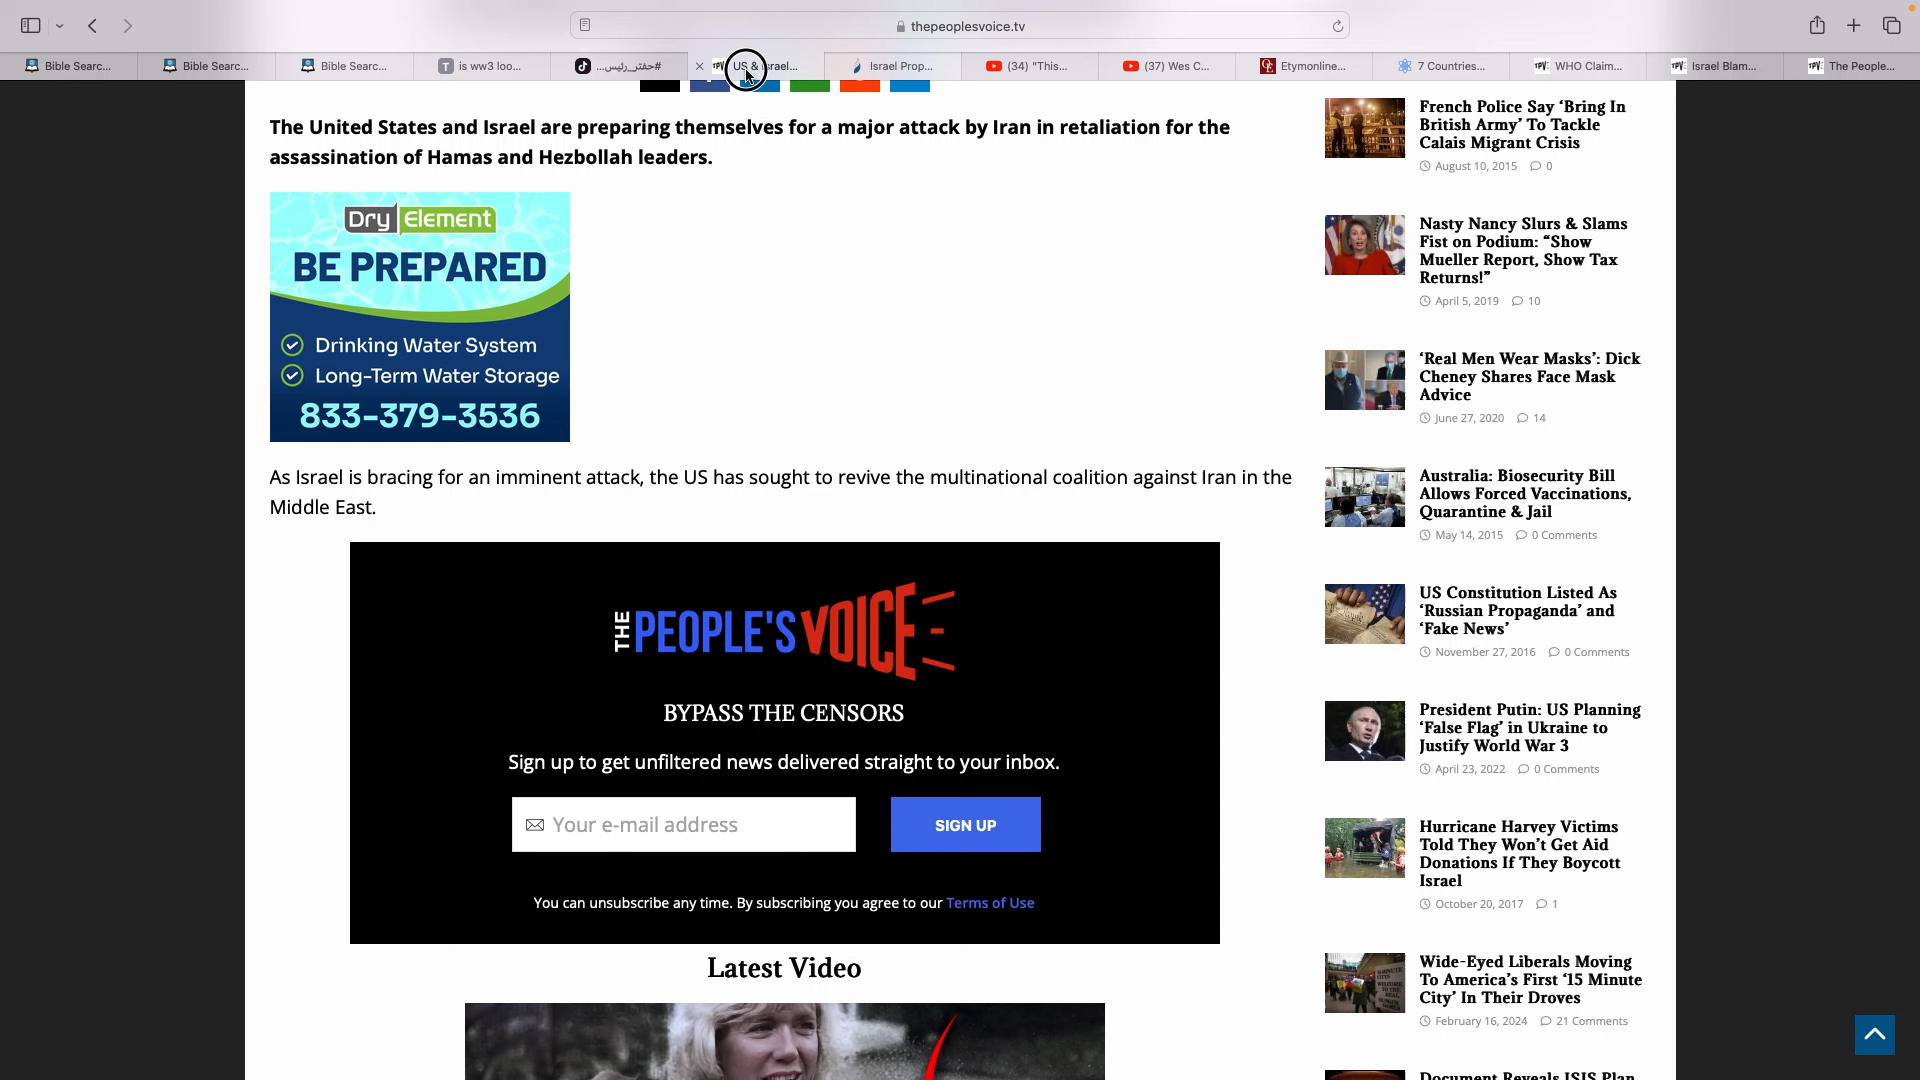 thepeoplesvoice.tv
Bible Searc...
Bible Searc...
Bible Searc...
T is ww3 loo...
#حفتر_رئيس...
TPV US & Israel...
Israel Prop...
(34) "This...
(37) Wes C...
OE Etymonline...
7 Countries...
TPV WHO Claim...
TPV Israel Blam...
TPV The People...
The United States and Israel are preparing themselves for a major attack by Iran in retaliation for the
assassination of Hamas and Hezbollah leaders.
Dry Element
BE PREPARED
Drinking Water System
Long-Term Water Storage
833-379-3536
As Israel is bracing for an imminent attack, the US has sought to revive the multinational coalition against Iran in the
Middle East.
THE PEOPLE'S VOICE
BYPASS THE CENSORS
Sign up to get unfiltered news delivered straight to your inbox.
Your e-mail address
SIGN UP
You can unsubscribe any time. By subscribing you agree to our Terms of Use
Latest Video
French Police Say ‘Bring In
British Army’ To Tackle
Calais Migrant Crisis
August 10, 2015 0
Nasty Nancy Slurs & Slams
Fist on Podium: “Show
Mueller Report, Show Tax
Returns!”
April 5, 2019 10
‘Real Men Wear Masks’: Dick
Cheney Shares Face Mask
Advice
June 27, 2020 14
Australia: Biosecurity Bill
Allows Forced Vaccinations,
Quarantine & Jail
May 14, 2015 0 Comments
US Constitution Listed As
‘Russian Propaganda’ and
‘Fake News’
November 27, 2016 0 Comments
President Putin: US Planning
‘False Flag’ in Ukraine to
Justify World War 3
April 23, 2022 0 Comments
Hurricane Harvey Victims
Told They Won’t Get Aid
Donations If They Boycott
Israel
October 20, 2017 1
Wide-Eyed Liberals Moving
To America’s First ‘15 Minute
City’ In Their Droves
February 16, 2024 21 Comments
Document Reveals ISIS Plan